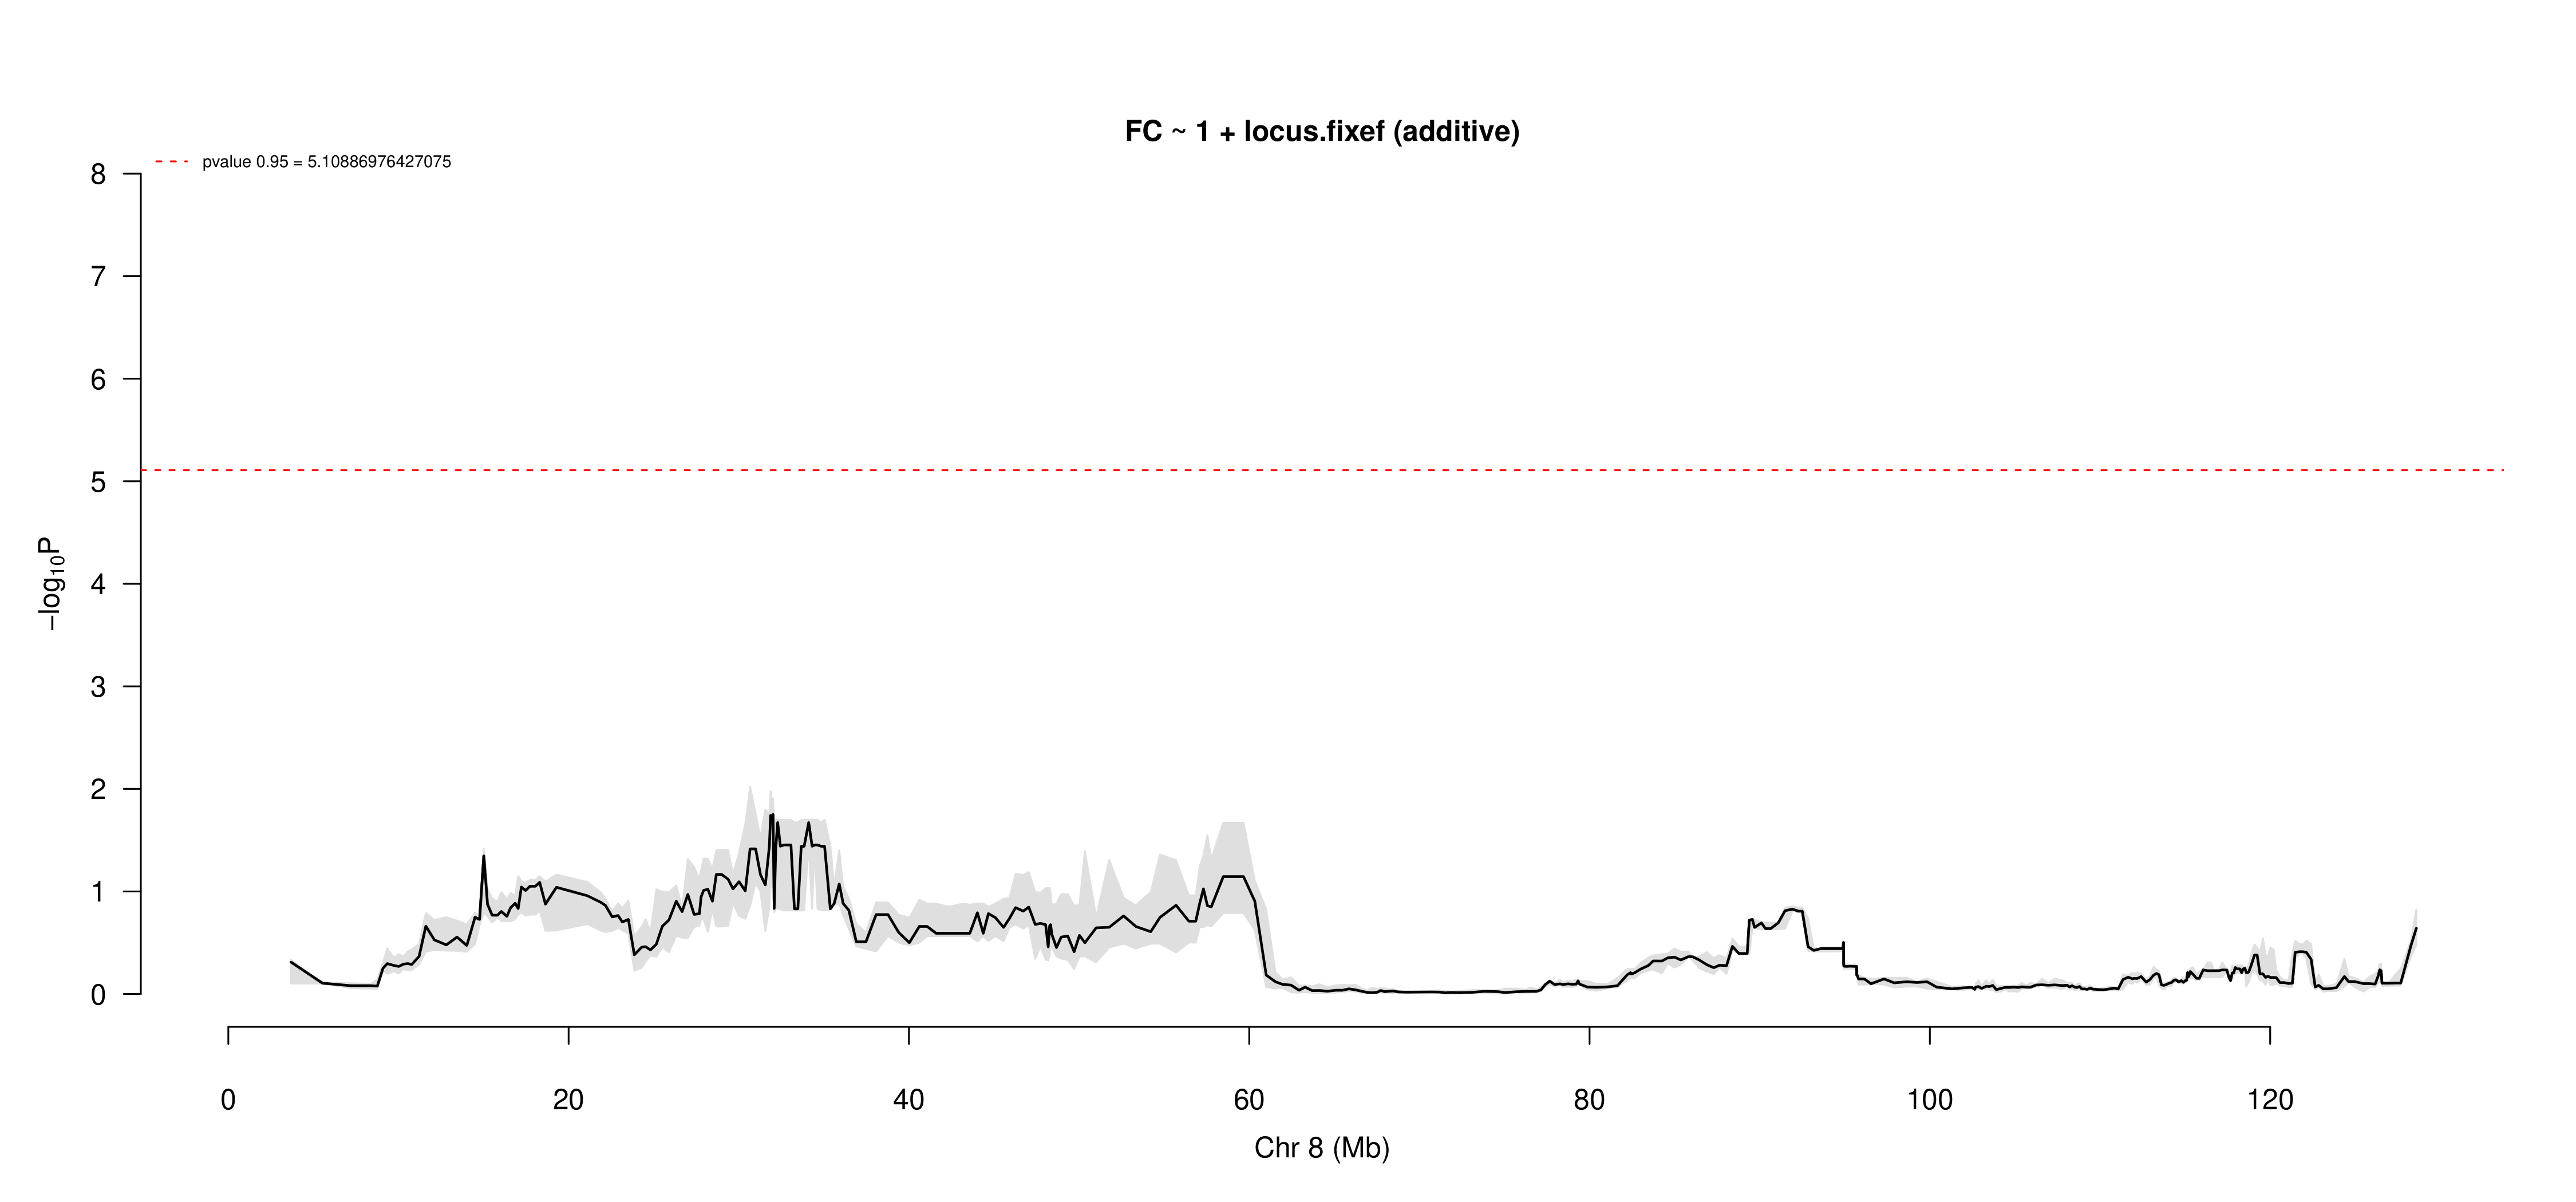 FC ~ 1 + locus.fixef (additive)
pvalue 0.95 = 5.10886976427075
8
7
6
5
4
3
2
1
0
−log10P
0 20 40 60 80 100 120
Chr 8 (Mb)